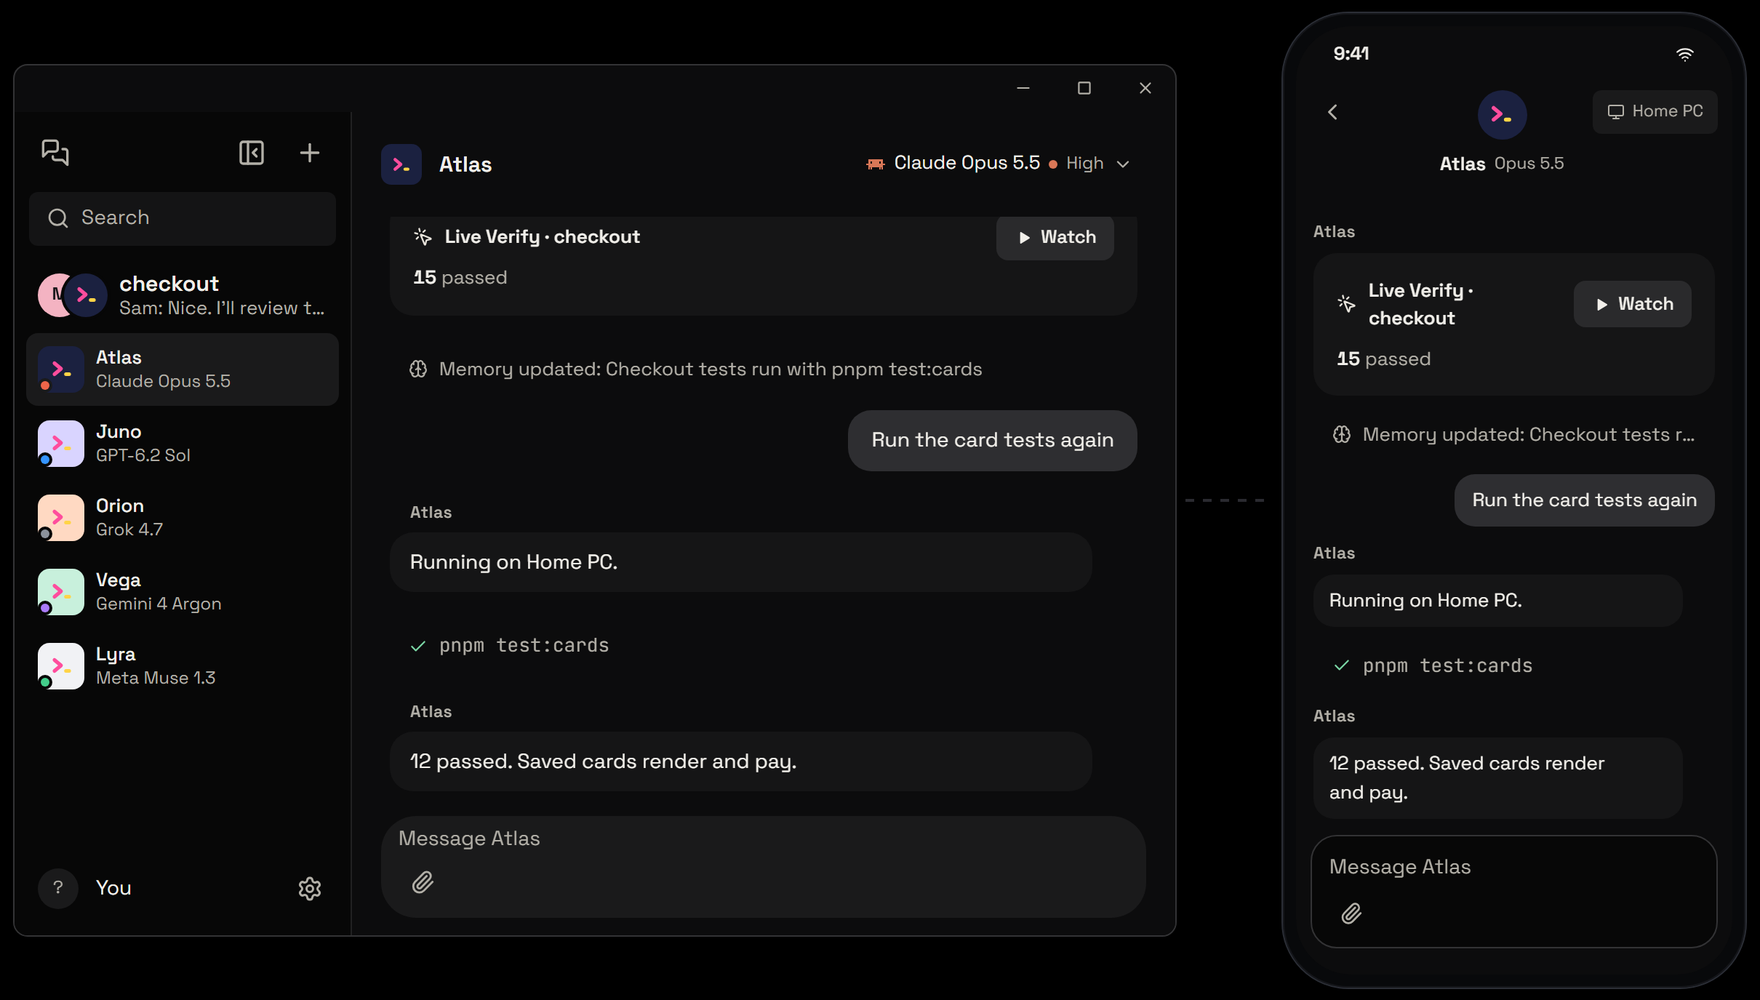 Search
checkout
Sam: Nice. I'll review t...
Atlas
Claude Opus 5.5
Juno
GPT-6.2 Sol
Orion
Grok 4.7
Vega
Gemini 4 Argon
Lyra
Meta Muse 1.3
?
You
Atlas
Claude Opus 5.5
High
Live Verify · checkout
Watch
15 passed
Memory updated: Checkout tests run with pnpm test:cards
Run the card tests again
Atlas
Running on Home PC.
pnpm test:cards
Atlas
12 passed. Saved cards render and pay.
Message Atlas
9:41
Home PC
Atlas Opus 5.5
Atlas
Live Verify ·
checkout
Watch
15 passed
Memory updated: Checkout tests r...
Run the card tests again
Atlas
Running on Home PC.
pnpm test:cards
Atlas
12 passed. Saved cards render
and pay.
Message Atlas